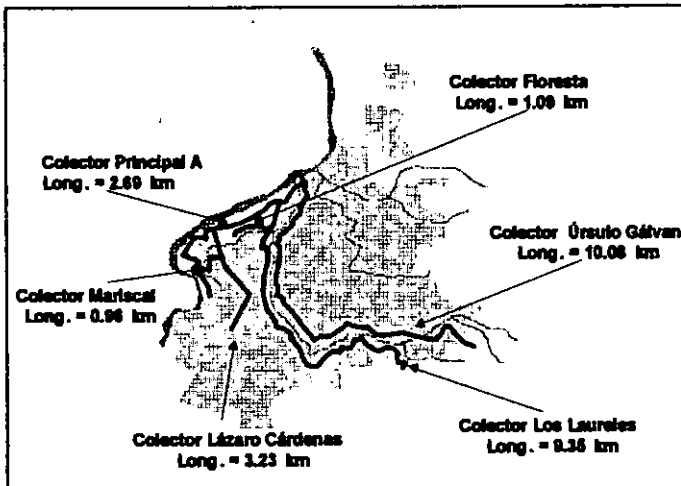 Colector Floresta
Long. = 1.09 km
Colector Principal A
Long. = 2.69 km
Colector Úrsulo Gálvan
Long. = 10.08 km
Colector Mariscal
Long. = 0.96 km
Colector Los Laureles
Long. = 9.35 km
Colector Lázaro Cárdenas
Long. = 3.23 km